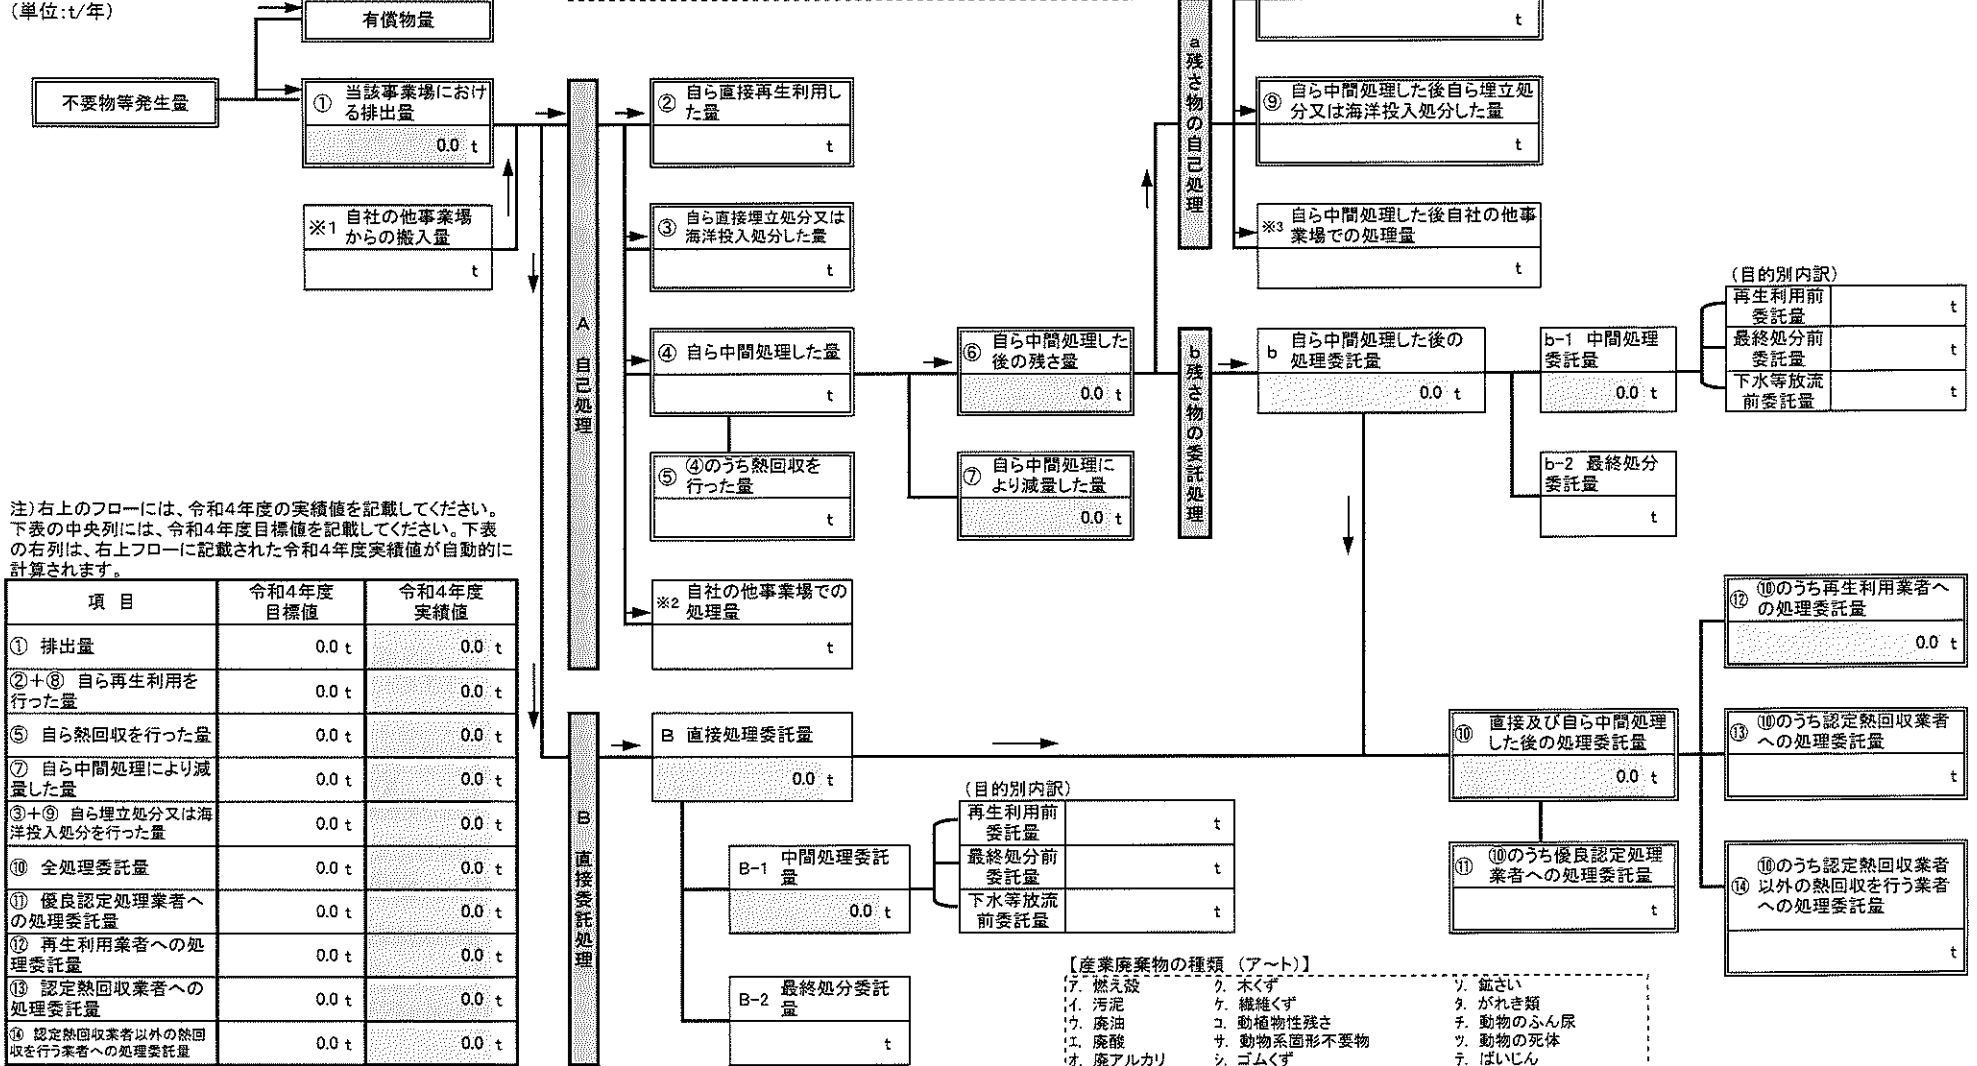 (単位:t/年)
有償物量
t
不要物等発生量
① 当該事業場におけ
る排出量
0.0 t
※1 自社の他事業場
からの搬入量
t
A 自己処理
② 自ら直接再生利用し
た量
t
③ 自ら直接埋立処分又は
海洋投入処分した量
t
④ 自ら中間処理した量
t
⑤ ④のうち熱回収を
行った量
t
※2 自社の他事業場での
処理量
t
⑥ 自ら中間処理した
後の残さ量
0.0 t
⑦ 自ら中間処理に
より減量した量
0.0 t
a 残さ物の自己処理
⑨ 自ら中間処理した後自ら埋立処
分又は海洋投入処分した量
t
※3 自ら中間処理した後自社の他事
業場での処理量
t
b 残さ物の委託処理
b 自ら中間処理した後の
処理委託量
0.0 t
b-1 中間処理
委託量
0.0 t
(目的別内訳)
再生利用前
委託量 t
最終処分前
委託量 t
下水等放流
前委託量 t
b-2 最終処分
委託量
t
注)右上のフローには、令和4年度の実績値を記載してください。
下表の中央列には、令和4年度目標値を記載してください。下表
の右列は、右上フローに記載された令和4年度実績値が自動的に
計算されます。
項 目 令和4年度 令和4年度
目標値 実績値
① 排出量 0.0 t 0.0 t
②+⑧ 自ら再生利用を
行った量 0.0 t 0.0 t
⑤ 自ら熱回収を行った量 0.0 t 0.0 t
⑦ 自ら中間処理により減
量した量 0.0 t 0.0 t
③+⑨ 自ら埋立処分又は海
洋投入処分を行った量 0.0 t 0.0 t
⑩ 全処理委託量 0.0 t 0.0 t
⑪ 優良認定処理業者へ
の処理委託量 0.0 t 0.0 t
⑫ 再生利用業者への処
理委託量 0.0 t 0.0 t
⑬ 認定熱回収業者への
処理委託量 0.0 t 0.0 t
⑭ 認定熱回収業者以外の熱回
収を行う業者への処理委託量 0.0 t 0.0 t
B 直接委託処理
B 直接処理委託量
0.0 t
B-1 中間処理委託
量
0.0 t
(目的別内訳)
再生利用前
委託量 t
最終処分前
委託量 t
下水等放流
前委託量 t
B-2 最終処分委託
量
t
⑩ 直接及び自ら中間処理
した後の処理委託量
0.0 t
⑪ ⑩のうち優良認定処理
業者への処理委託量
t
⑫ ⑩のうち再生利用業者へ
の処理委託量
0.0 t
⑬ ⑩のうち認定熱回収業者
への処理委託量
t
⑭ ⑩のうち認定熱回収業者
以外の熱回収を行う業者
への処理委託量
t
【産業廃棄物の種類 (ア~ト)】
ア. 燃え殻 ク. 木くず ソ. 鉱さい
イ. 汚泥 ケ. 繊維くず タ. がれき類
ウ. 廃油 コ. 動植物性残さ チ. 動物のふん尿
エ. 廃酸 サ. 動物系固形不要物 ツ. 動物の死体
オ. 廃アルカリ シ. ゴムくず テ. ばいじん